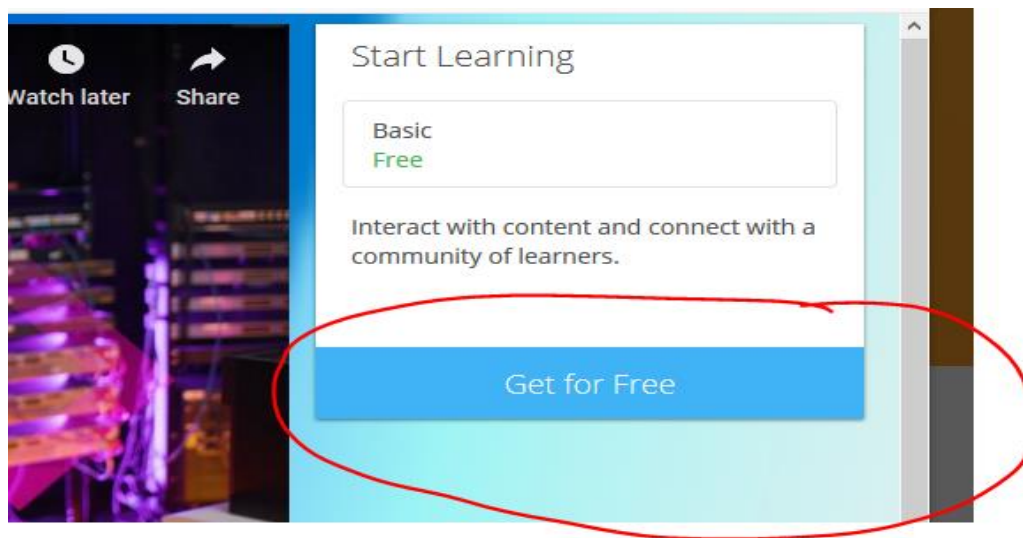 Watch later
Share
Start Learning
Basic
Free
Interact with content and connect with a
community of learners.
Get for Free